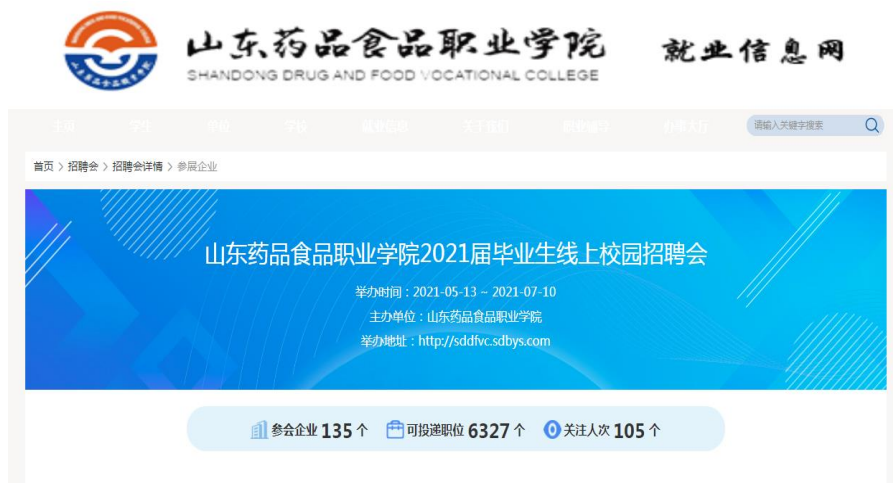 山东药品食品职业学院 就业信息网
SHANDONG DRUG AND FOOD VOCATIONAL COLLEGE
请输入关键字搜索
首页 > 招聘会 > 招聘会详情 > 参展企业
山东药品食品职业学院2021届毕业生线上校园招聘会
举办时间：2021-05-13 ~ 2021-07-10
主办单位：山东药品食品职业学院
举办地址：http://sddfvc.sdbys.com
参会企业 135 个 可投递职位 6327 个 关注人次 105 个